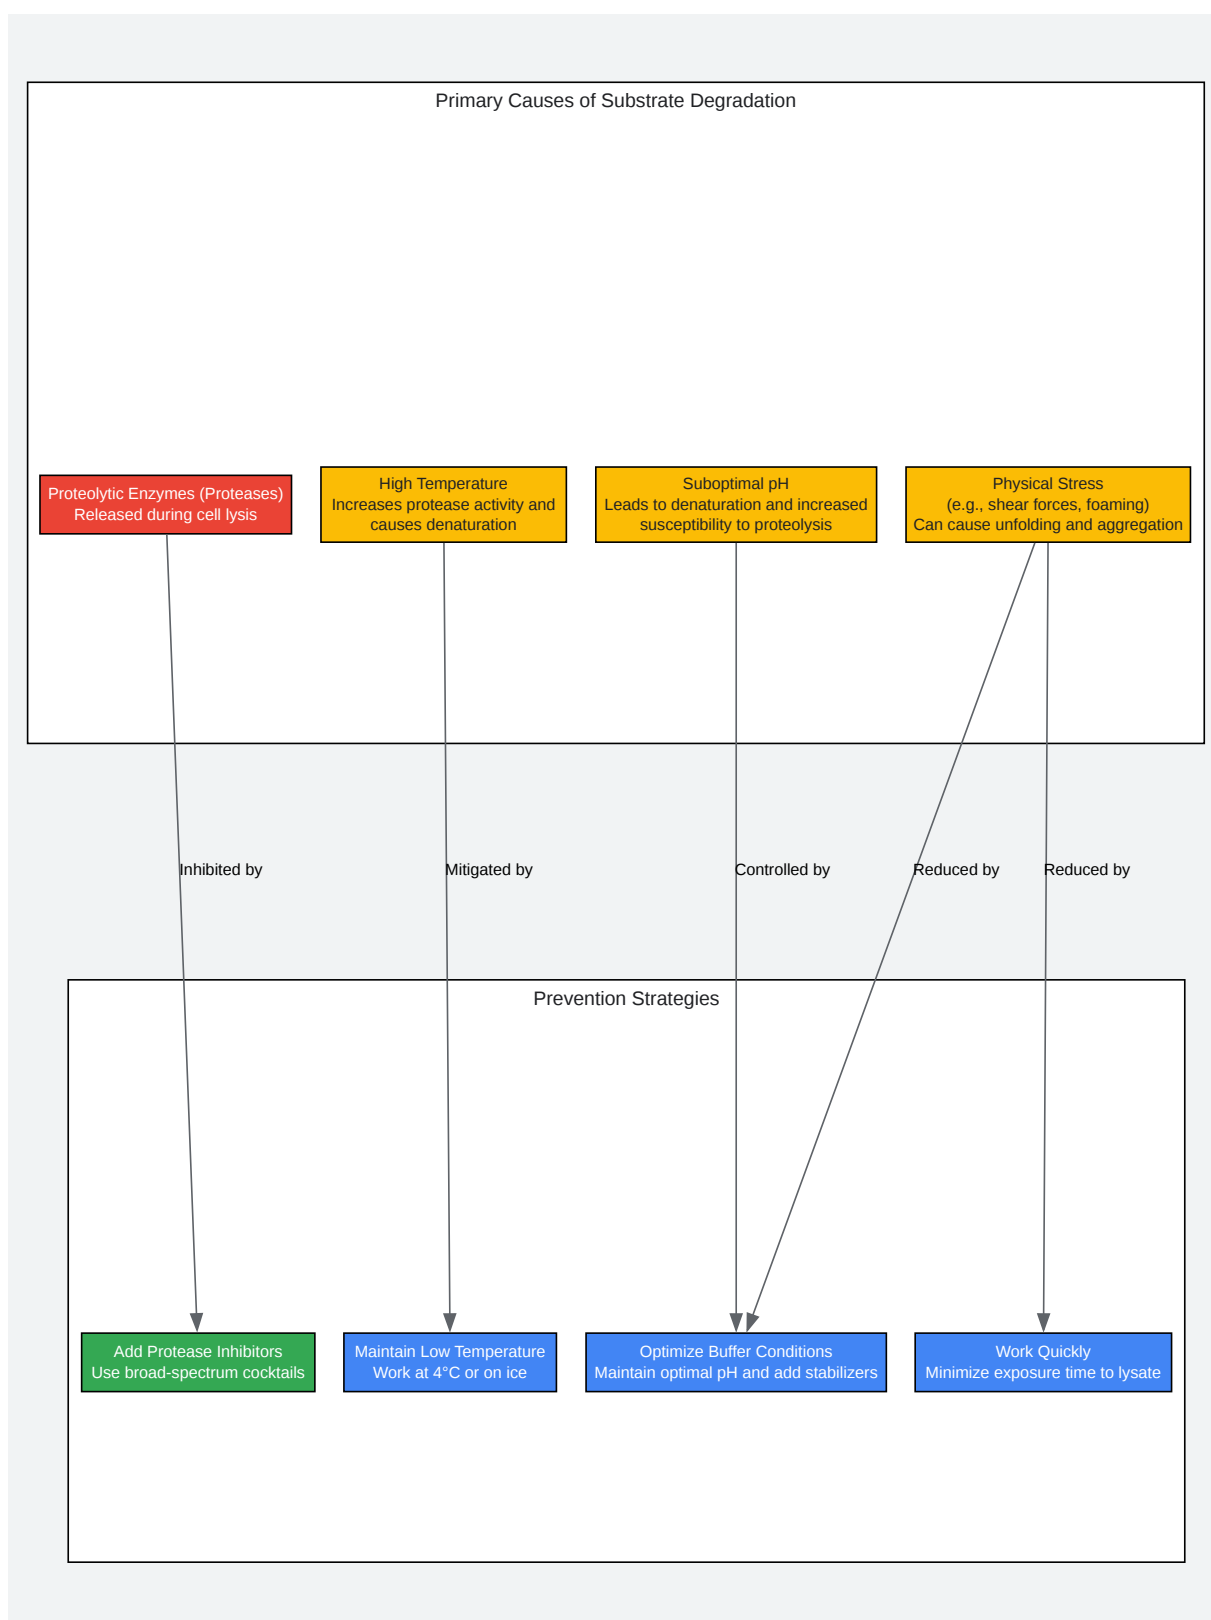 Primary Causes of Substrate Degradation
Proteolytic Enzymes (Proteases)
Released during cell lysis
High Temperature
Increases protease activity and
causes denaturation
Suboptimal pH
Leads to denaturation and increased
susceptibility to proteolysis
Physical Stress
(e.g., shear forces, foaming)
Can cause unfolding and aggregation
Inhibited by
Mitigated by
Controlled by
Reduced by
Reduced by
Prevention Strategies
Add Protease Inhibitors
Use broad-spectrum cocktails
Maintain Low Temperature
Work at 4°C or on ice
Optimize Buffer Conditions
Maintain optimal pH and add stabilizers
Work Quickly
Minimize exposure time to lysate